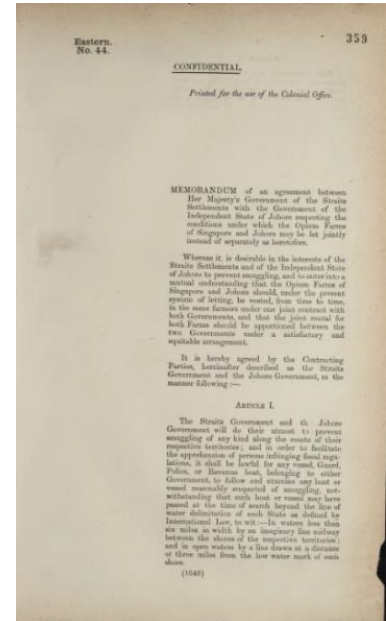 Eastern.
No. 44.
359
CONFIDENTIAL.
Printed for the use of the Colonial Office.
MEMORANDUM of an agreement between
Her Majesty's Government of the Straits
Settlements with the Government of the
Independent State of Johore respecting the
conditions under which the Opium Farms
of Singapore and Johore may be let jointly
instead of separately as heretofore.
Whereas it is desirable in the interests of the
Straits Settlements and of the Independent State
of Johore to prevent smuggling, and to enter into a
mutual understanding that the Opium Farms of
Singapore and Johore should, under the present
system of letting, be vested, from time to time,
in the same farmers under one joint contract with
both Governments, and that the joint rental for
both Farms should be apportioned between the
two Governments under a satisfactory and
equitable arrangement.
It is hereby agreed by the Contracting
Parties, hereinafter described as the Straits
Government and the Johore Government, in the
manner following :—
ARTICLE I.
The Straits Government and th Johore
Government will do their utmost to prevent
smuggling of any kind along the coasts of their
respective territories ; and in order to facilitate
the apprehension of persons infringing fiscal regu-
lations, it shall be lawful for any vessel, Guard,
Police, or Revenue boat, belonging to either
Government, to follow and examine any boat or
vessel reasonably suspected of smuggling, not-
withstanding that such boat or vessel may have
passed at the time of search beyond the line of
water delimitation of each State as defined by
International Law, to wit :—In waters less than
six miles in width by an imaginary line midway
between the shores of the respective territories ;
and in open waters by a line drawn at a distance
of three miles from the low water mark of each
shore.
(1040)